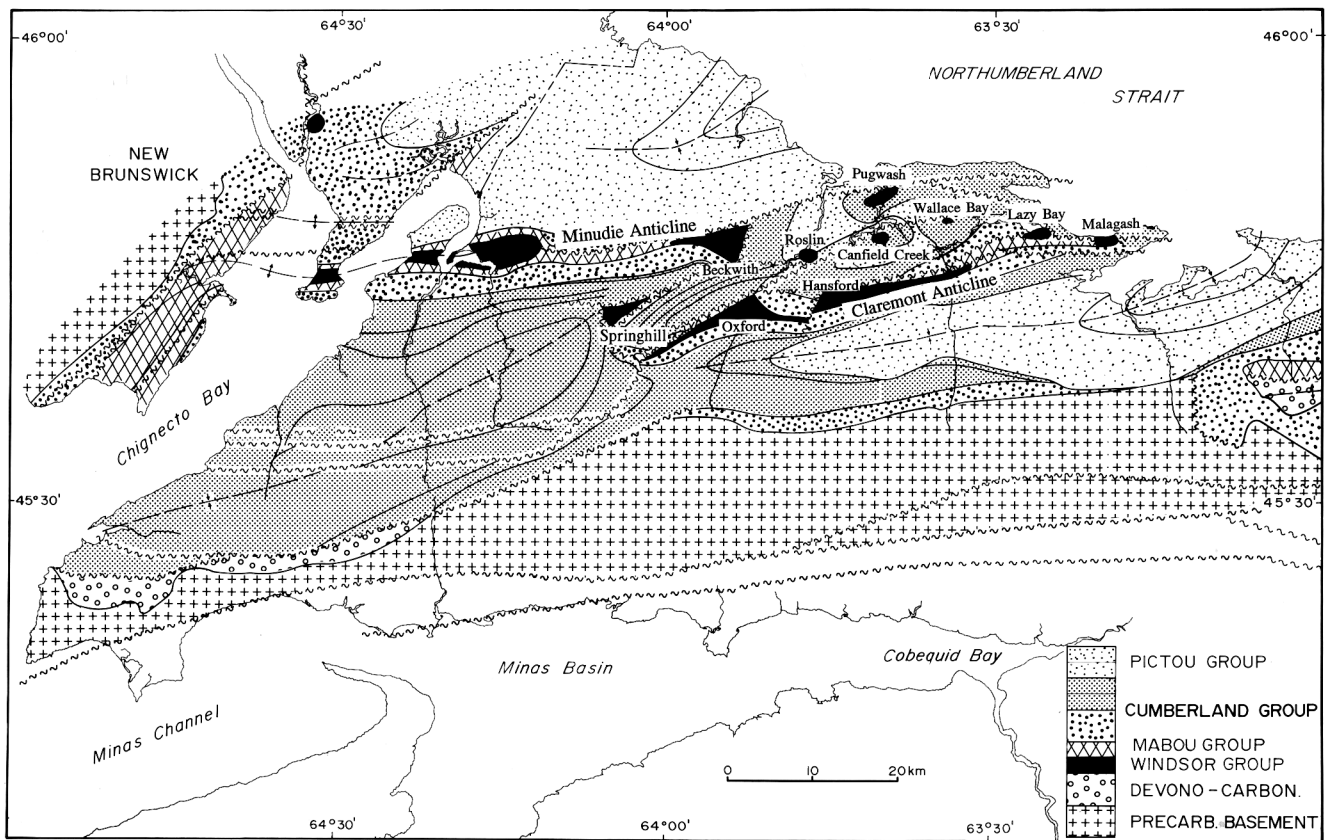 64°30'
64°00'
63°30'
46°00'
46°00'
NORTHUMBERLAND
STRAIT
NEW
BRUNSWICK
Pugwash
Wallace Bay
Lazy Bay
Malagash
Minudie Anticline
Roslin
Canfield Creek
Beckwith
Hansford
Claremont Anticline
Oxford
Springhill
Chignecto Bay
45°30'
45°30'
Minas Basin
Cobequid Bay
Minas Channel
PICTOU GROUP
CUMBERLAND GROUP
MABOU GROUP
WINDSOR GROUP
DEVONO-CARBON.
PRECARB. BASEMENT
0 10 20km
64°30'
64°00'
63°30'